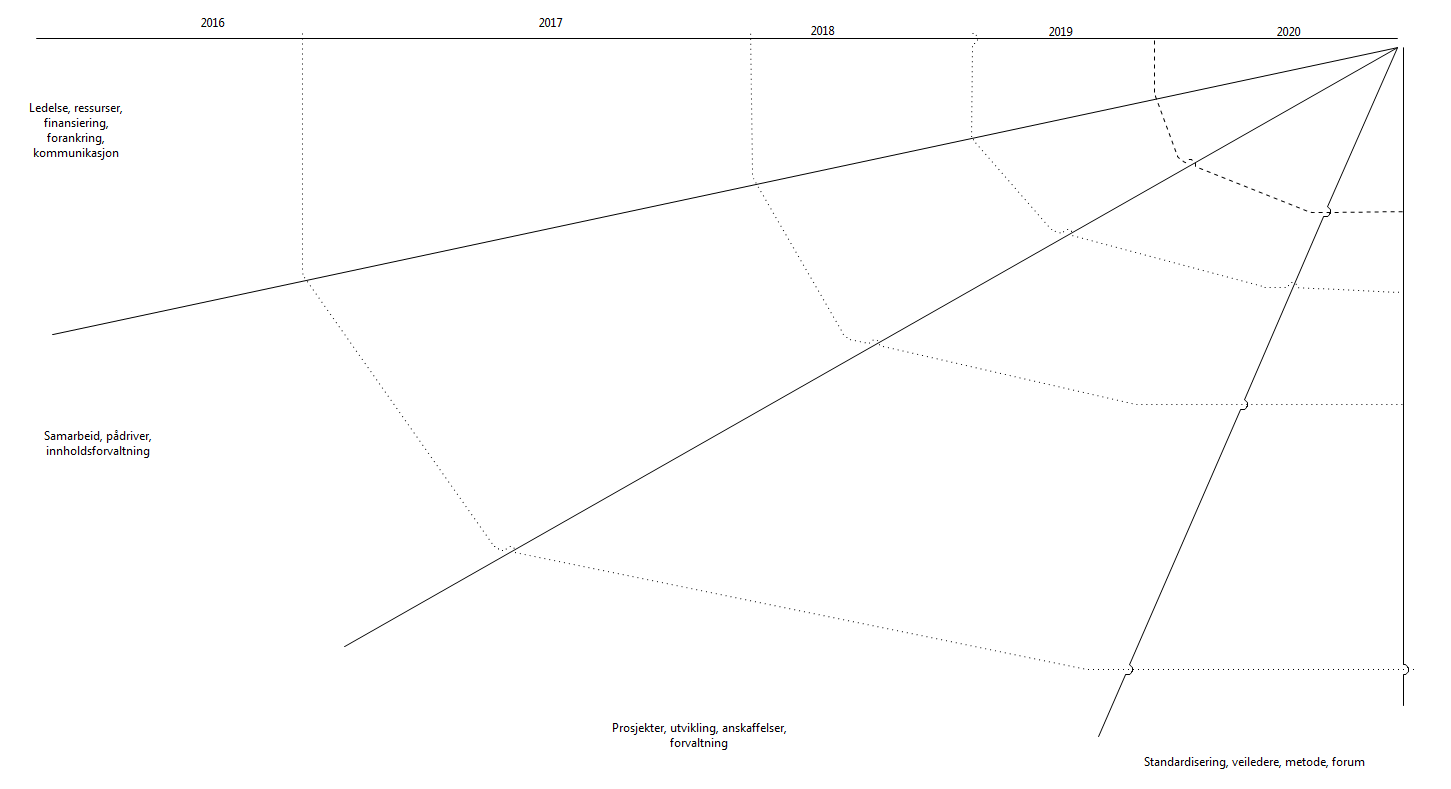 2016
2017
2018
2019
2020
Ledelse, ressurser,
finansiering,
forankring,
kommunikasjon
Samarbeid, pådriver,
innholdsforvaltning
Prosjekter, utvikling, anskaffelser,
forvaltning
Standardisering, veiledere, metode, forum